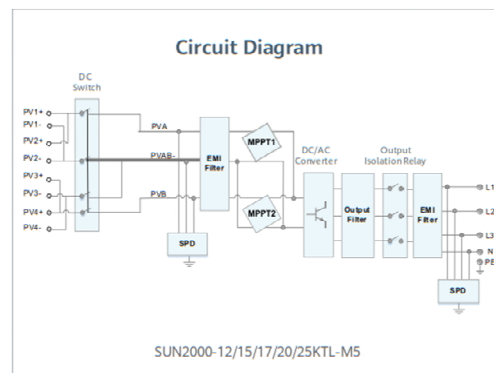 Circuit Diagram
DC
Switch
PV1+
PV1-
PV2+
PV2-
PV3+
PV3-
PV4+
PV4-
PVA
PVAB-
PVB
EMI
Filter
SPD
MPPT1
MPPT2
DC/AC
Converter
Output
Filter
Output
Isolation Relay
EMI
Filter
L1
L2
L3
N
PE
SPD
SUN2000-12/15/17/20/25KTL-M5